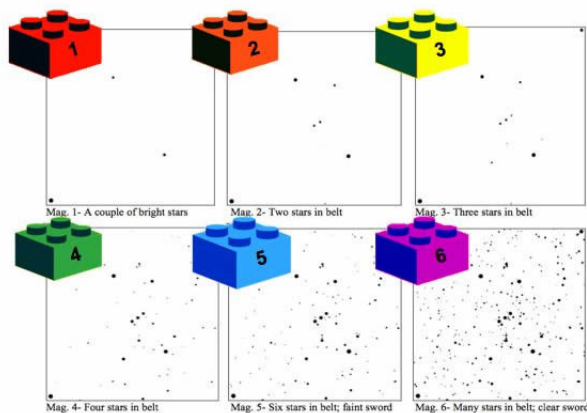 1
2
3
Mag. 1- A couple of bright stars
Mag. 2- Two stars in belt
Mag. 3- Three stars in belt
4
5
6
Mag. 4- Four stars in belt
Mag. 5- Six stars in belt; faint sword
Mag. 6- Many stars in belt; clear sword